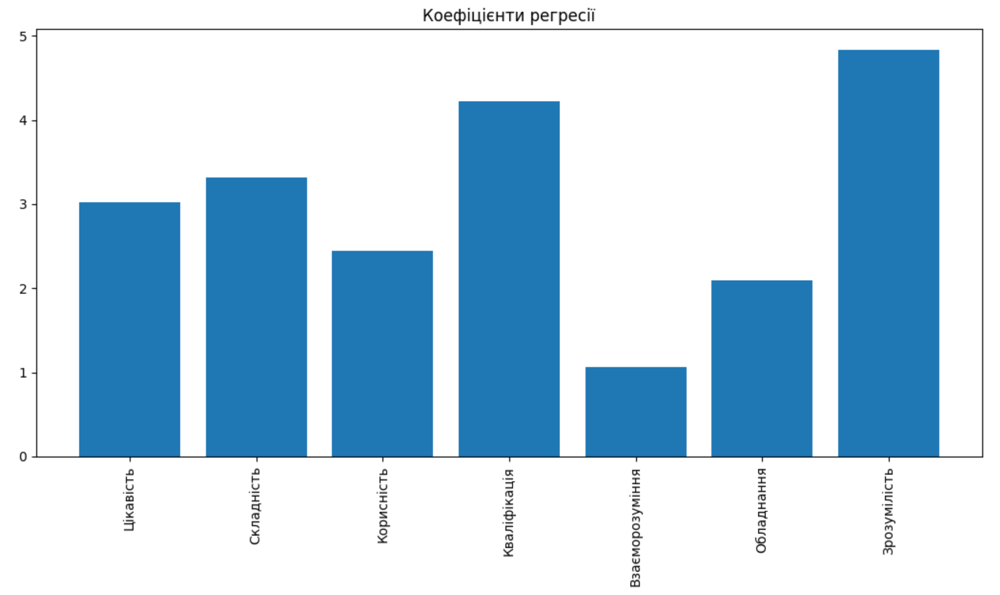 Коефіцієнти регресії
5
4
3
2
1
0
Цікавість
Складність
Корисність
Кваліфікація
Взаєморозуміння
Обладнання
Зрозумілість